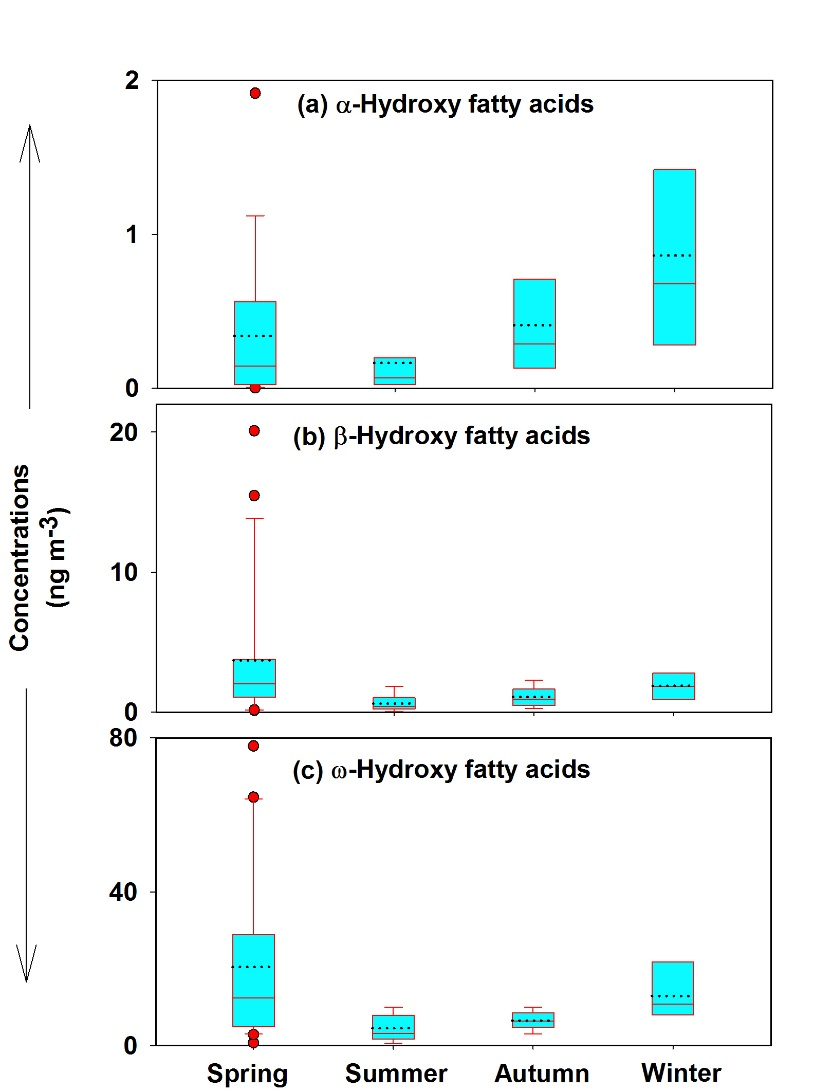 2
(a) α-Hydroxy fatty acids
1
0
20
(b) β-Hydroxy fatty acids
10
0
Concentrations
(ng m-3)
80
(c) ω-Hydroxy fatty acids
40
0
Spring Summer Autumn Winter